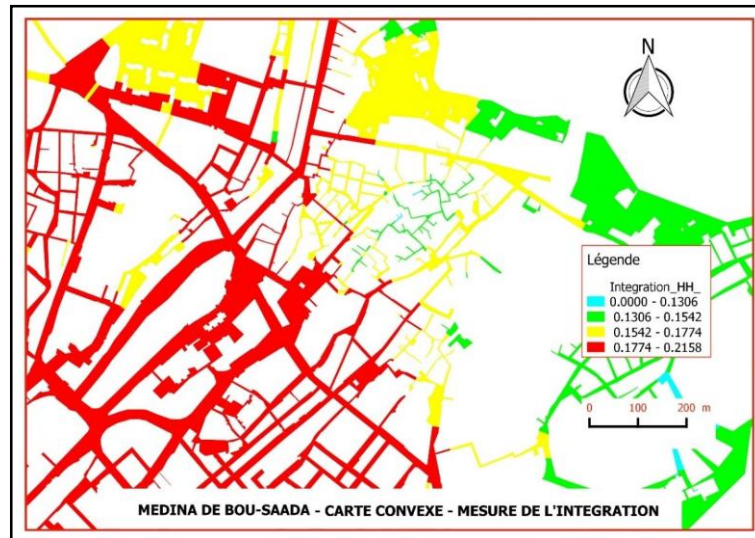 N
Légende
Integration_HH_
0.0000 - 0.1306
0.1306 - 0.1542
0.1542 - 0.1774
0.1774 - 0.2158
0 100 200 m
MEDINA DE BOU-SAADA - CARTE CONVEXE - MESURE DE L'INTEGRATION